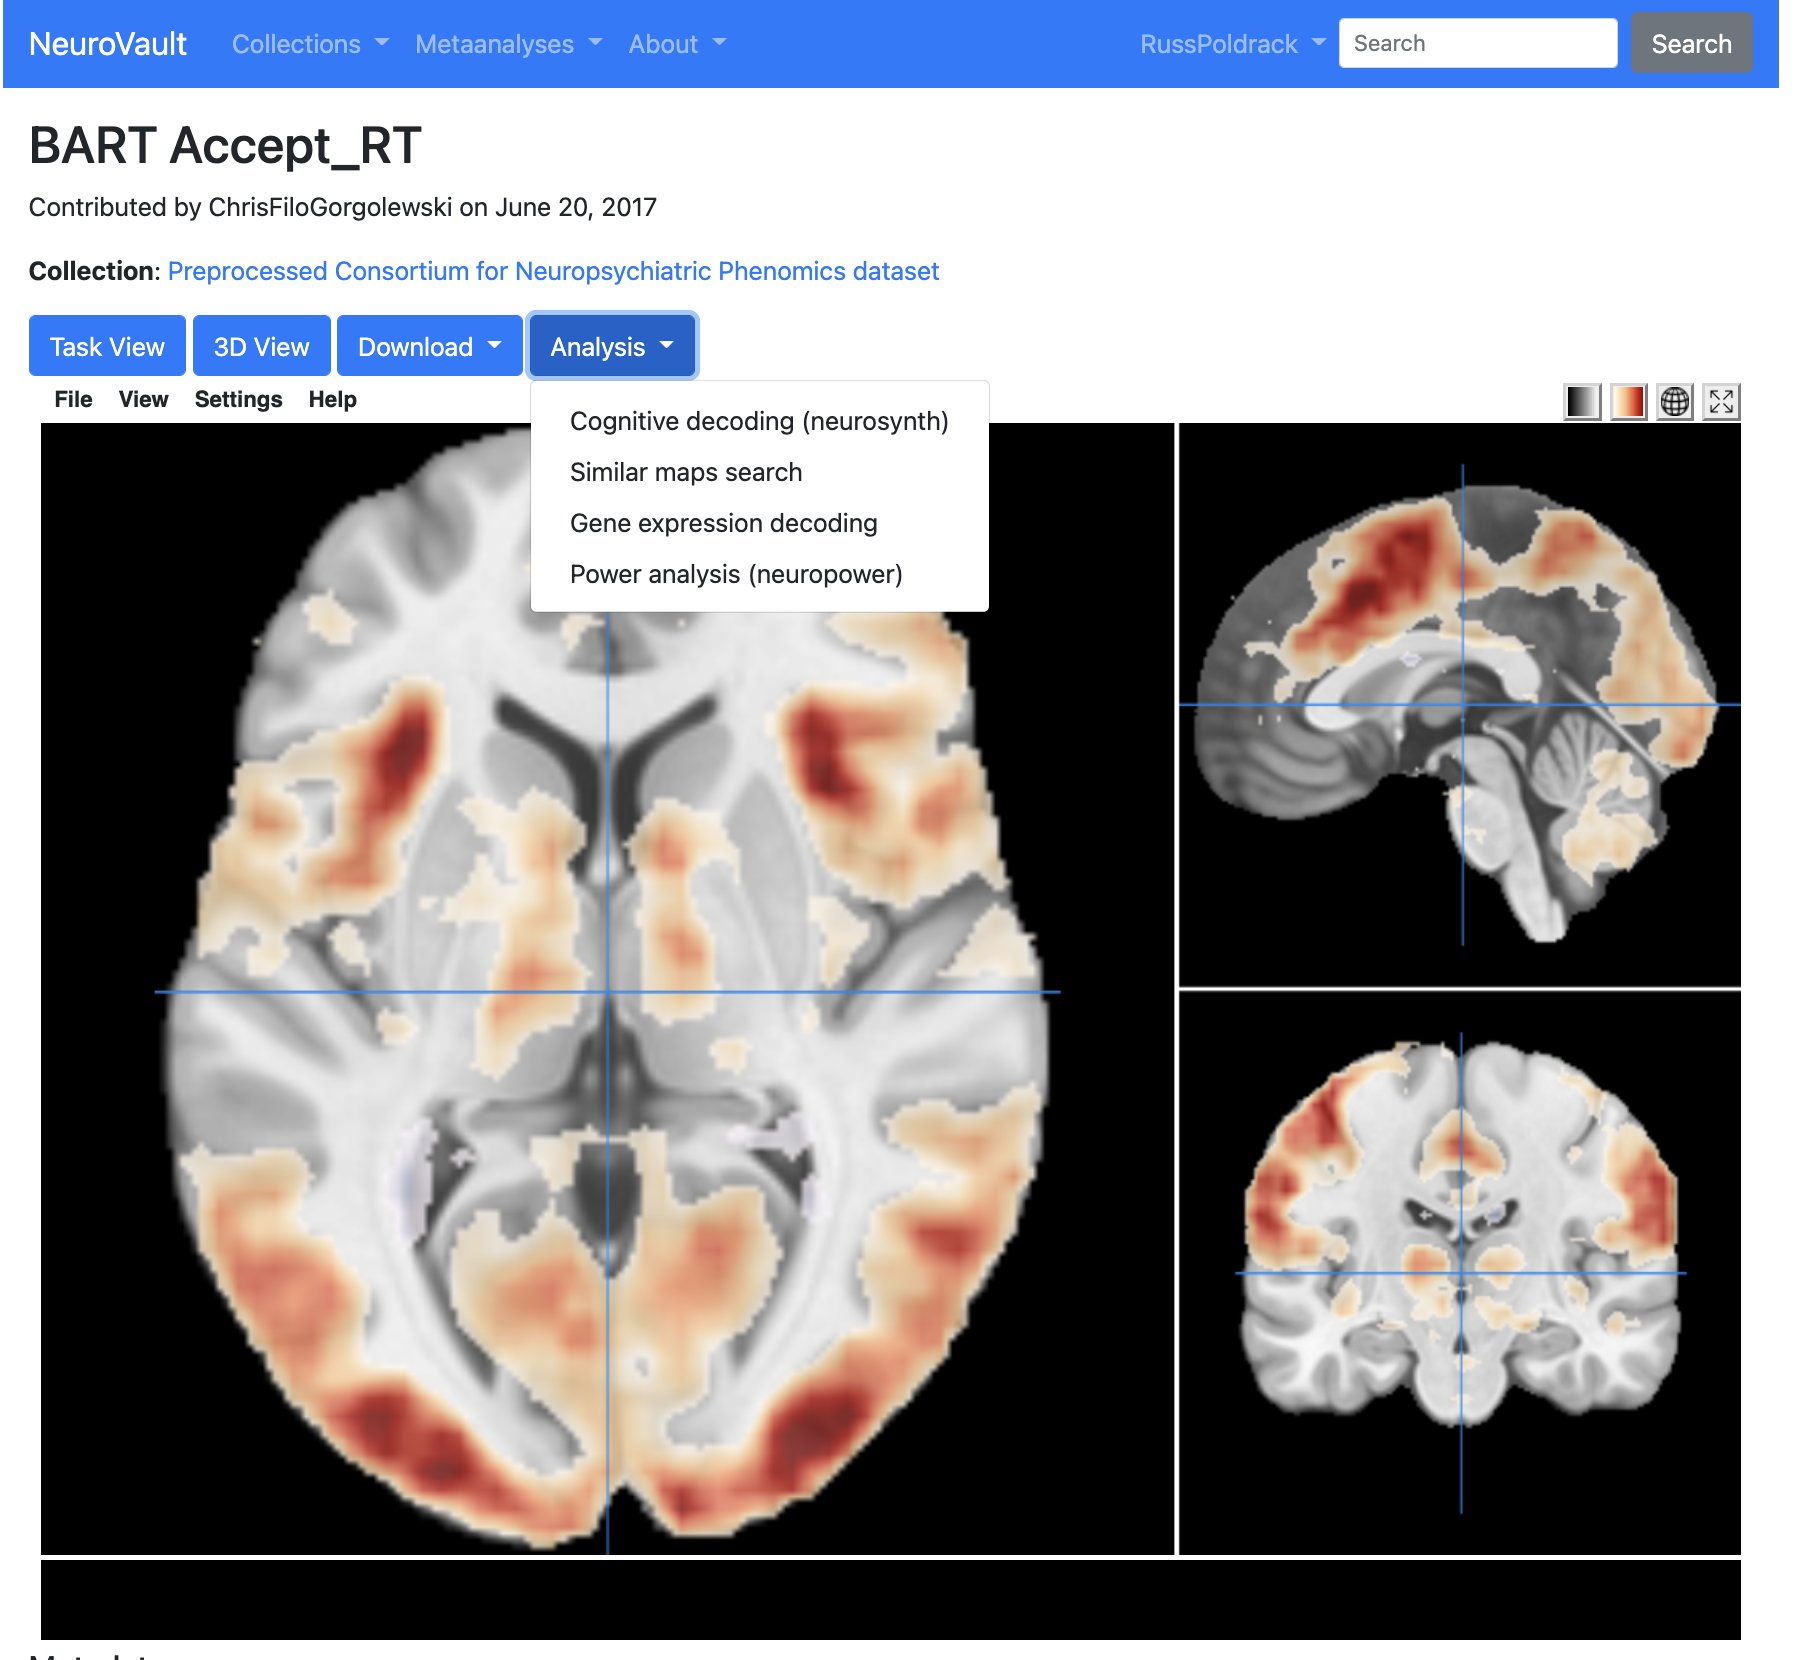 NeuroVault Collections Metaanalyses About RussPoldrack Search Search
BART Accept_RT
Contributed by ChrisFiloGorgolewski on June 20, 2017
Collection: Preprocessed Consortium for Neuropsychiatric Phenomics dataset
Task View 3D View Download Analysis
File View Settings Help
Cognitive decoding (neurosynth)
Similar maps search
Gene expression decoding
Power analysis (neuropower)